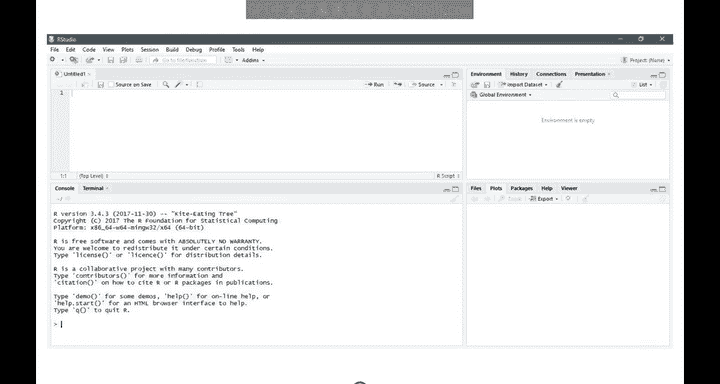 RStudio
File Edit Code View Plots Session Build Debug Profile Tools Help
Go to file/function Addins Project: (None)
Untitled1
Source on Save Run Source
1
1:1 (Top Level) R Script
Console Terminal
~/
R version 3.4.3 (2017-11-30) -- "Kite-Eating Tree"
Copyright (C) 2017 The R Foundation for Statistical Computing
Platform: x86_64-w64-mingw32/x64 (64-bit)
R is free software and comes with ABSOLUTELY NO WARRANTY.
You are welcome to redistribute it under certain conditions.
Type 'license()' or 'licence()' for distribution details.
R is a collaborative project with many contributors.
Type 'contributors()' for more information and
'citation()' on how to cite R or R packages in publications.
Type 'demo()' for some demos, 'help()' for on-line help, or
'help.start()' for an HTML browser interface to help.
Type 'q()' to quit R.
>
Environment History Connections Presentation
Import Dataset List
Global Environment
Environment is empty
Files Plots Packages Help Viewer
Zoom Export